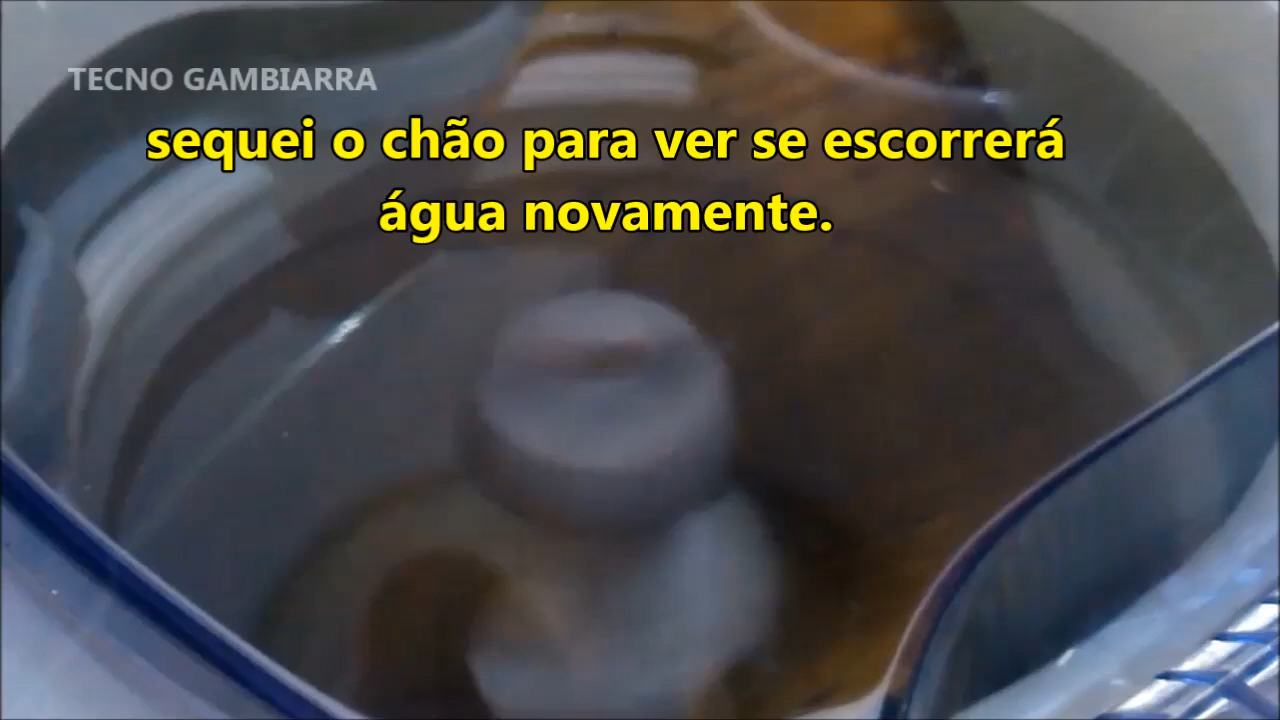 TECNO GAMBIARRA
sequei o chão para ver se escorrerá
água novamente.